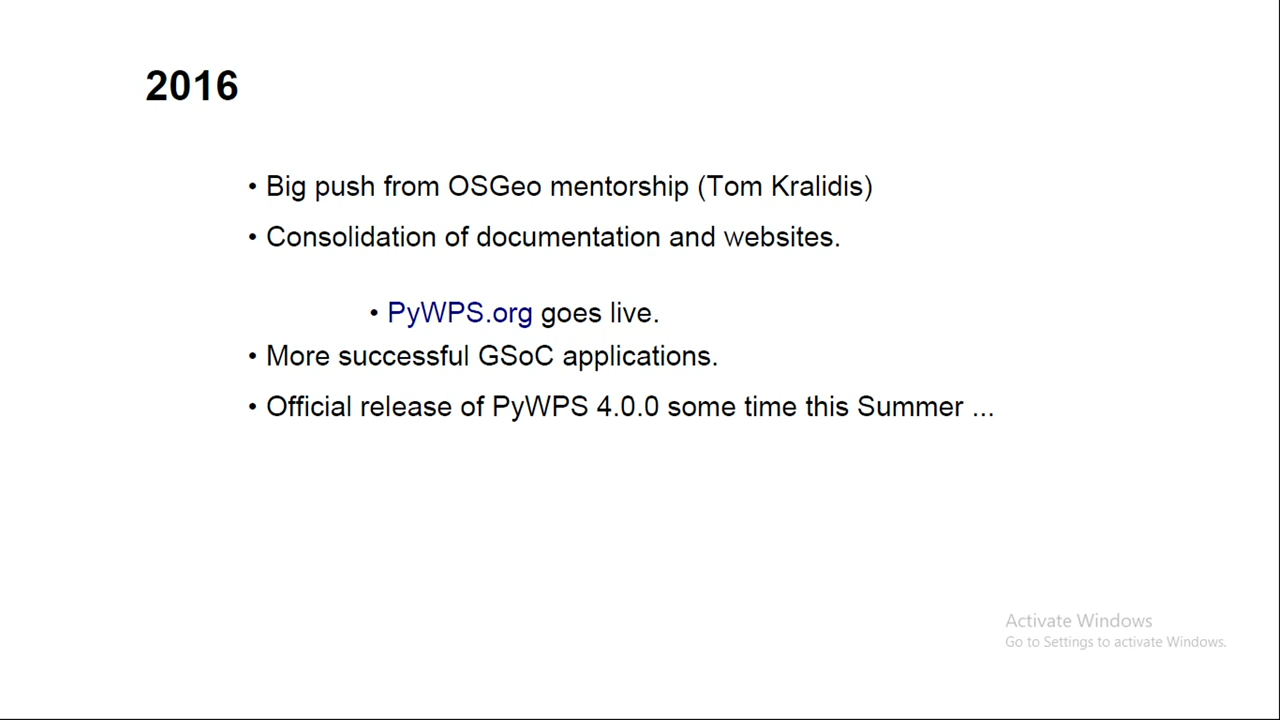 2016
• Big push from OSGeo mentorship (Tom Kralidis)
• Consolidation of documentation and websites.
• PyWPS.org goes live.
• More successful GSoC applications.
• Official release of PyWPS 4.0.0 some time this Summer ...
Activate Windows
Go to Settings to activate Windows.